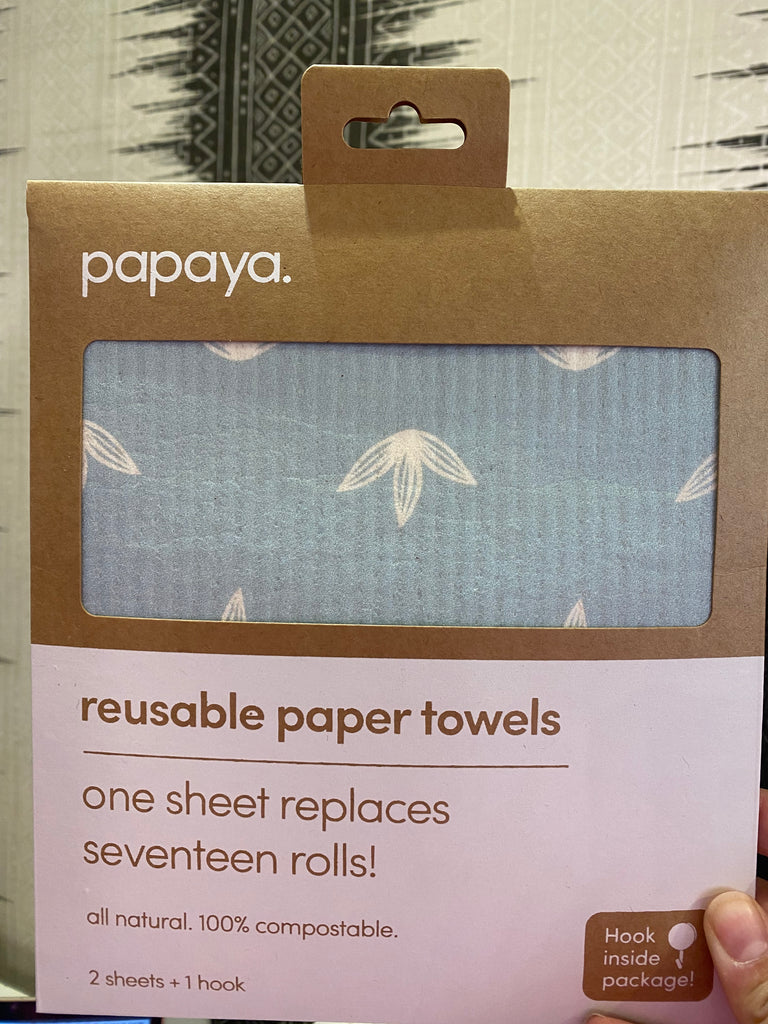 papaya.
reusable paper towels
one sheet replaces
seventeen rolls!
all natural. 100% compostable.
2 sheets + 1 hook
Hook
inside
package!